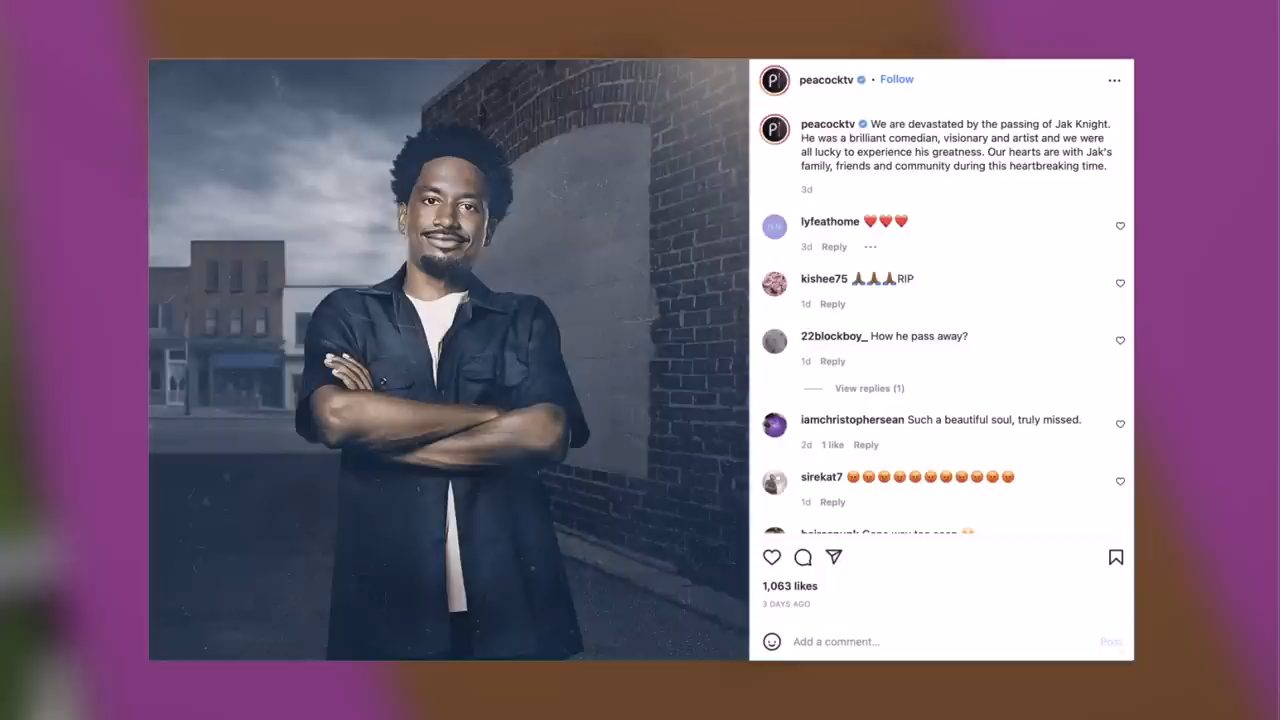 peacocktv • Follow
peacocktv We are devastated by the passing of Jak Knight.
He was a brilliant comedian, visionary and artist and we were
all lucky to experience his greatness. Our hearts are with Jak's
family, friends and community during this heartbreaking time.
3d
lyfeathome ❤️❤️❤️
3d Reply ...
kishee75 🙏🏾🙏🏾🙏🏾RIP
1d Reply
22blockboy_ How he pass away?
1d Reply
View replies (1)
iamchristophersean Such a beautiful soul, truly missed.
2d 1 like Reply
sirekat7 😡😡😡😡😡😡😡😡😡😡😡
1d Reply
1,063 likes
3 DAYS AGO
Add a comment...
Post